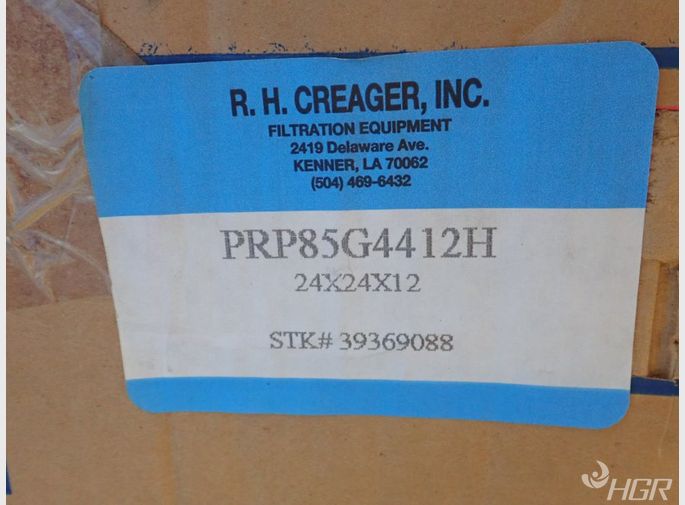 R. H. CREAGER, INC.
FILTRATION EQUIPMENT
2419 Delaware Ave.
KENNER, LA 70062
(504) 469-6432
PRP85G4412H
24X24X12
STK# 39369088
HGR